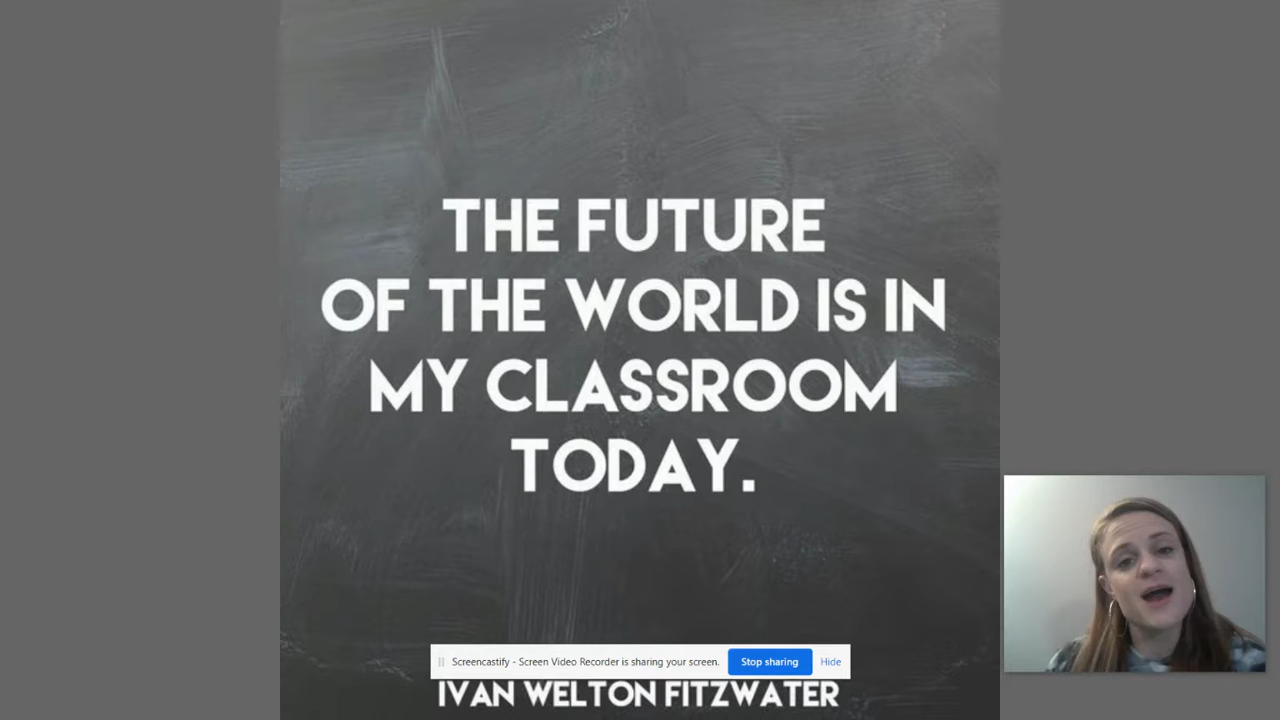 THE FUTURE
OF THE WORLD IS IN
MY CLASSROOM
TODAY.
Screencastify - Screen Video Recorder is sharing your screen. Stop sharing Hide
IVAN WELTON FITZWATER